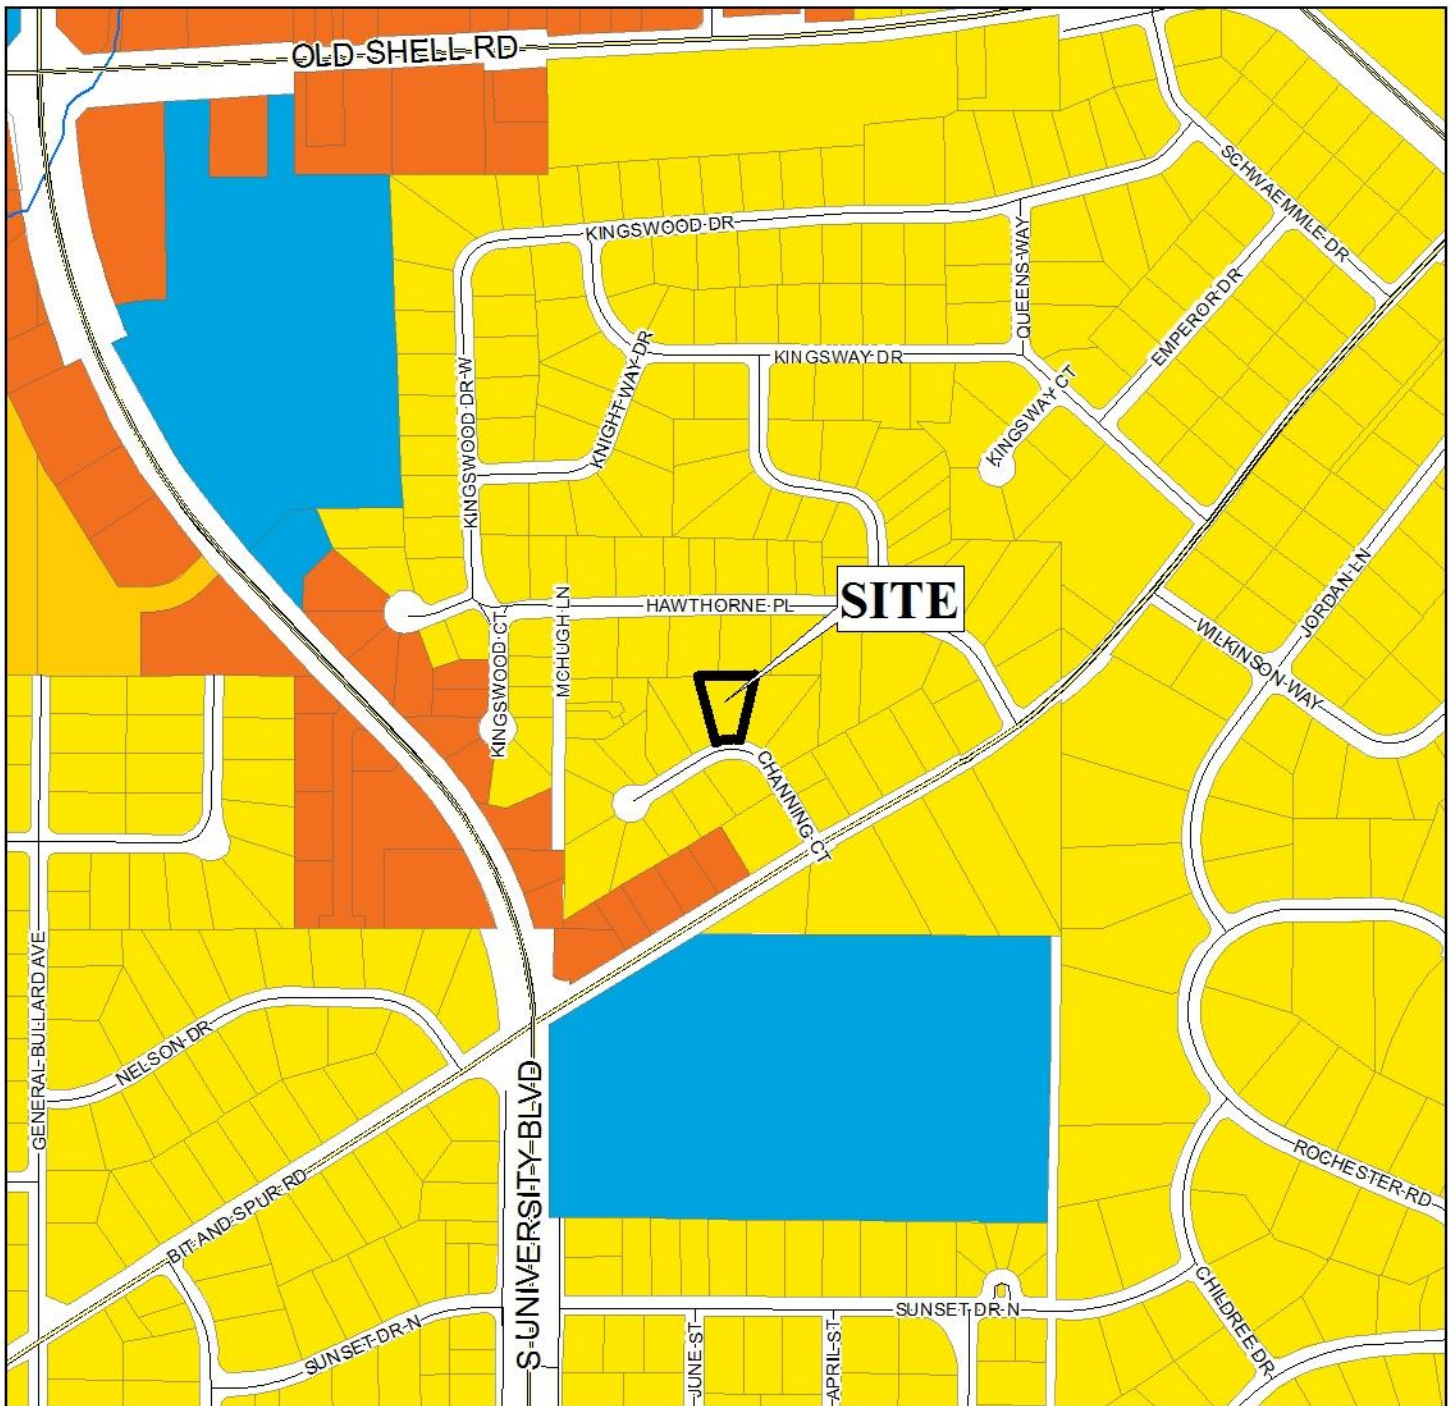 OLD SHELL RD
SCHWAEMMLE DR
KINGSWOOD DR
QUEENS WAY
EMPEROR DR
KNIGHT WAY DR
KINGSWAY DR
KINGSWOOD DR W
KINGSWAY CT
SITE
HAWTHORNE PL
MCHUGH LN
KINGSWOOD CT
JORDAN LN
WILKINSON WAY
CHANNING CT
GENERAL BULLARD AVE
NELSON DR
S UNIVERSITY BLVD
BIT AND SPUR RD
ROCHESTER RD
SUNSET DR N
SUNSET DR N
JUNE ST
APRIL ST
CHILDREE DR